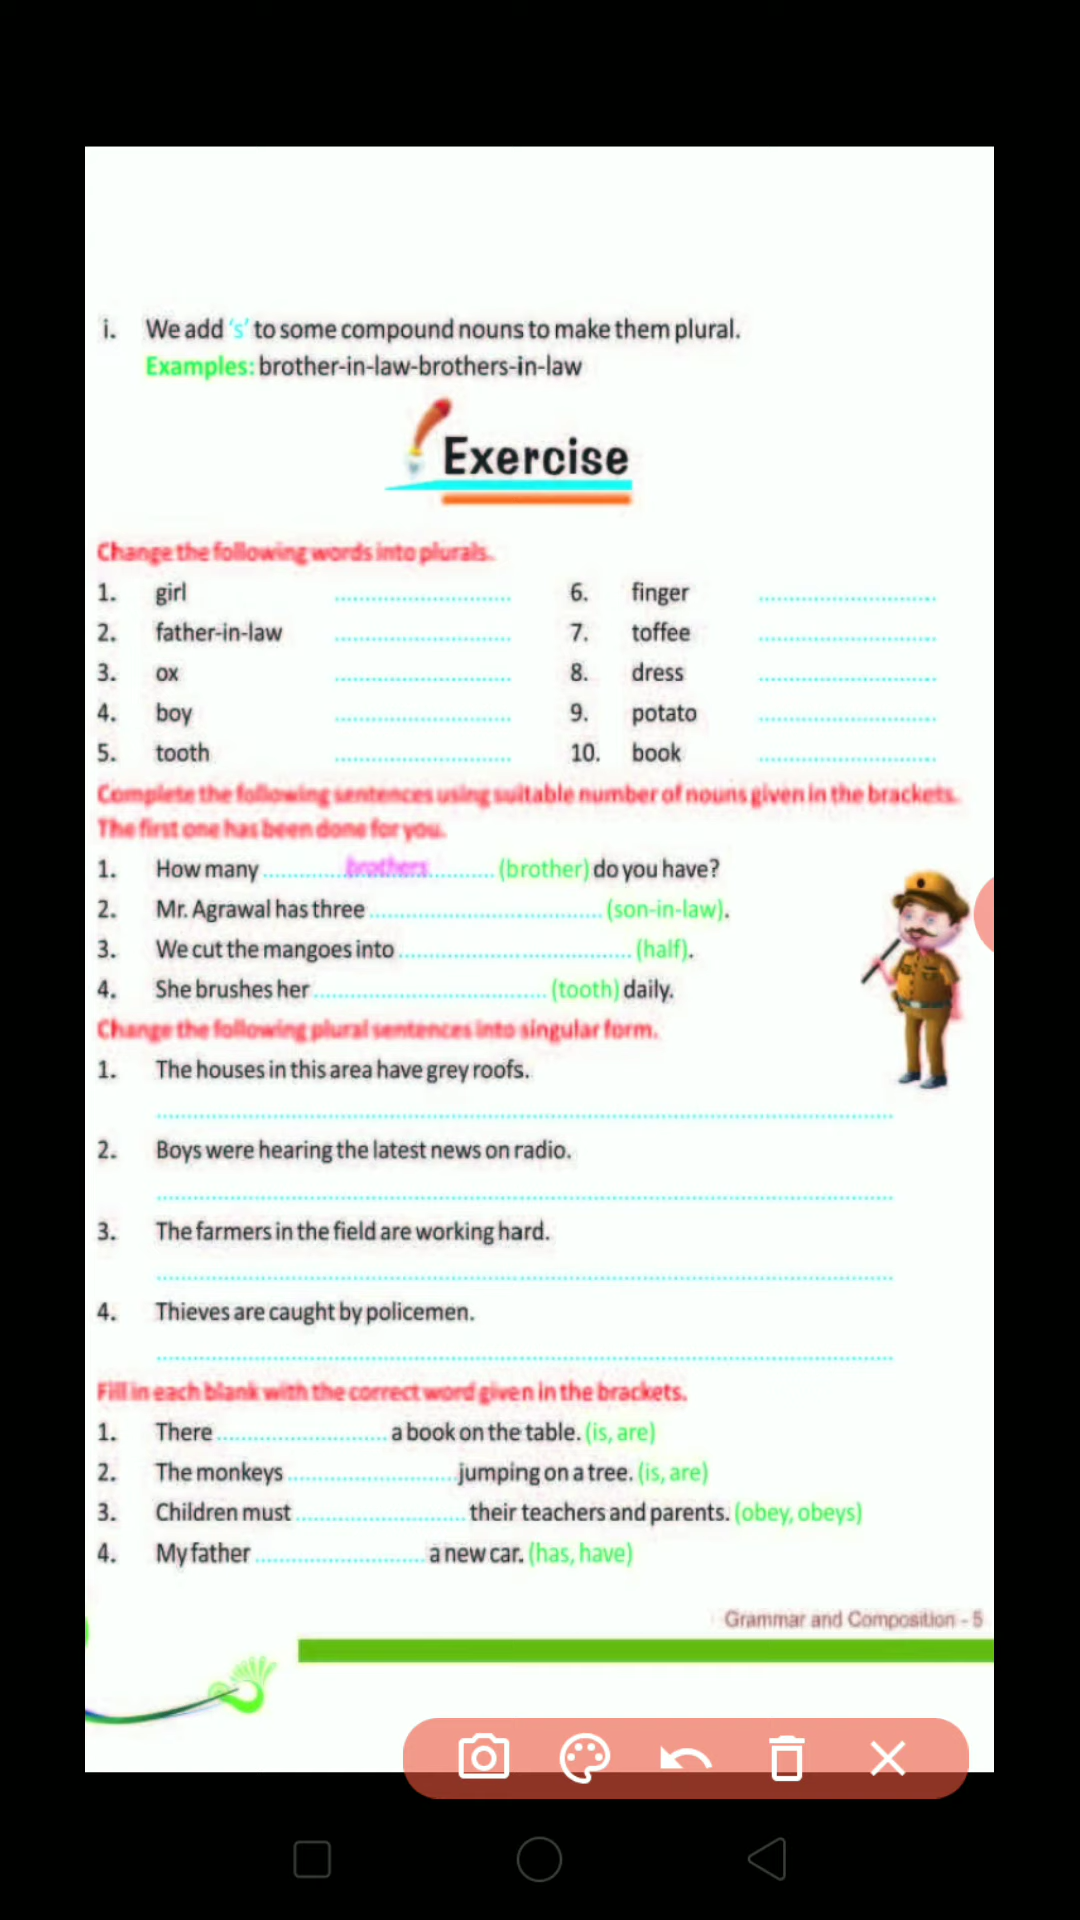 i. We add 's' to some compound nouns to make them plural.
Examples: brother-in-law-brothers-in-law
Exercise
Change the following words into plurals.
1. girl .............................. 6. finger ..............................
2. father-in-law .............................. 7. toffee ..............................
3. ox .............................. 8. dress ..............................
4. boy .............................. 9. potato ..............................
5. tooth .............................. 10. book ..............................
Complete the following sentences using suitable number of nouns given in the brackets.
The first one has been done for you.
1. How many ..............brothers............ (brother) do you have?
2. Mr. Agrawal has three ....................................... (son-in-law).
3. We cut the mangoes into ....................................... (half).
4. She brushes her ....................................... (tooth) daily.
Change the following plural sentences into singular form.
1. The houses in this area have grey roofs.
..............................................................................................................................
2. Boys were hearing the latest news on radio.
..............................................................................................................................
3. The farmers in the field are working hard.
..............................................................................................................................
4. Thieves are caught by policemen.
..............................................................................................................................
Fill in each blank with the correct word given in the brackets.
1. There ............................. a book on the table. (is, are)
2. The monkeys ............................. jumping on a tree. (is, are)
3. Children must ............................. their teachers and parents. (obey, obeys)
4. My father ............................. a new car. (has, have)
Grammar and Composition - 5